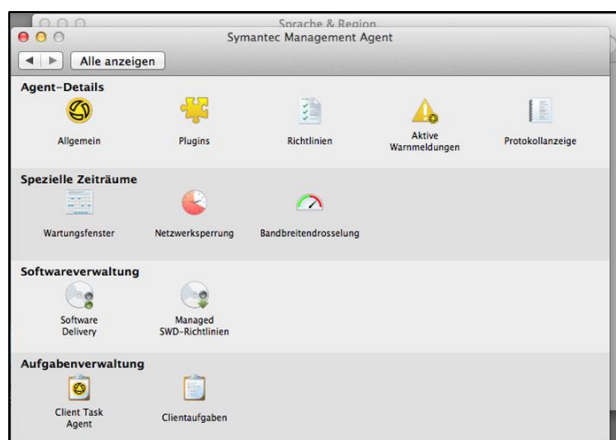 Sprache & Region
Symantec Management Agent
Alle anzeigen
Agent-Details
Allgemein
Plugins
Richtlinien
Aktive
Warnmeldungen
Protokollanzeige
Spezielle Zeiträume
Wartungsfenster
Netzwerksperrung
Bandbreitendrosselung
Softwareverwaltung
Software
Delivery
Managed
SWD-Richtlinien
Aufgabenverwaltung
Client Task
Agent
Clientaufgaben